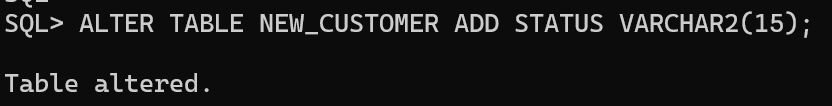 SQL> ALTER TABLE NEW_CUSTOMER ADD STATUS VARCHAR2(15);
Table altered.